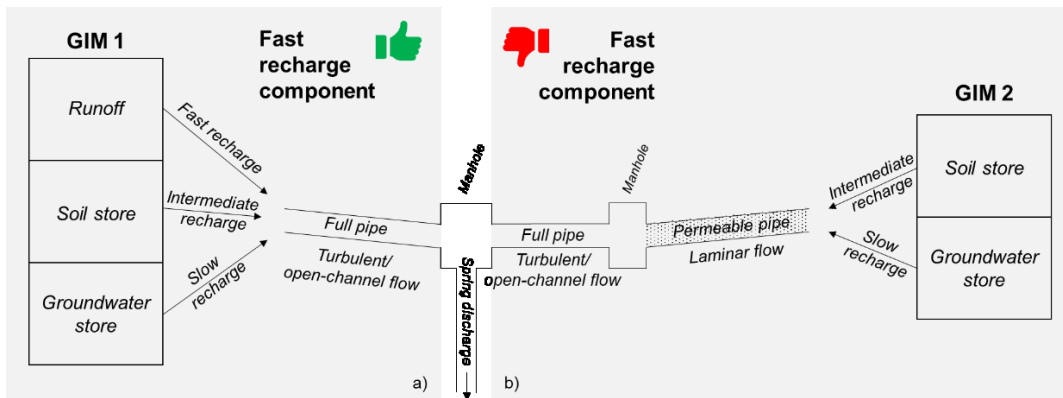 GIM 1
Runoff
Soil store
Groundwater
store
Fast recharge
Intermediate
recharge
Slow
recharge
Fast
recharge
component
Full pipe
Turbulent/
open-channel flow
a)
Manhole
Spring discharge
b)
Fast
recharge
component
Manhole
Full pipe
Turbulent/
open-channel flow
Permeable pipe
Laminar flow
Intermediate
recharge
Slow
recharge
GIM 2
Soil store
Groundwater
store